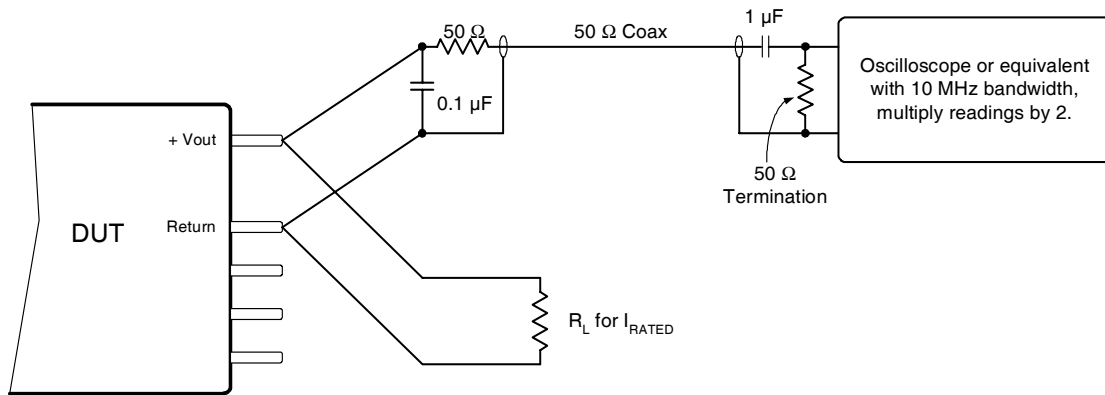 50 Ω
50 Ω Coax
1 µF
0.1 µF
Oscilloscope or equivalent
with 10 MHz bandwidth,
multiply readings by 2.
50 Ω
Termination
+ Vout
Return
DUT
R_L for I_RATED